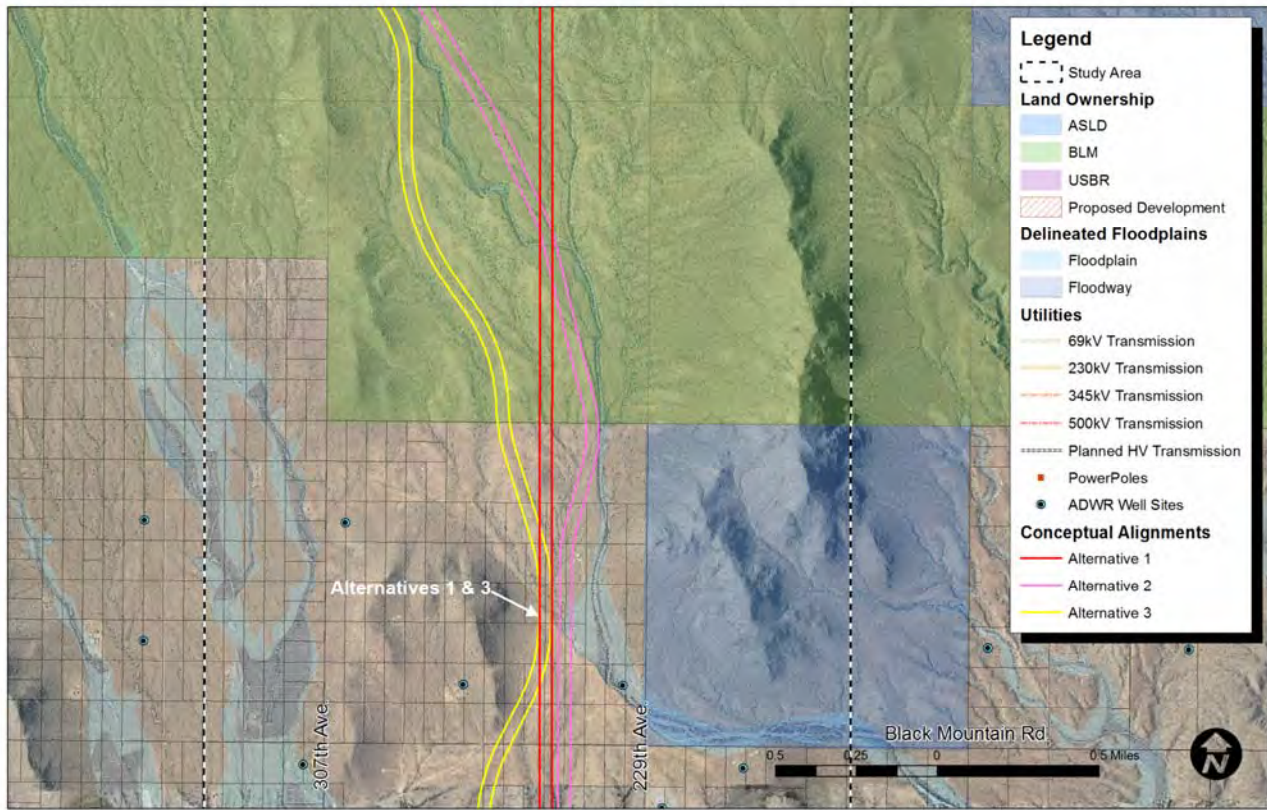 Legend
Study Area
Land Ownership
ASLD
BLM
USBR
Proposed Development
Delineated Floodplains
Floodplain
Floodway
Utilities
69kV Transmission
230kV Transmission
345kV Transmission
500kV Transmission
Planned HV Transmission
PowerPoles
ADWR Well Sites
Conceptual Alignments
Alternative 1
Alternative 2
Alternative 3
Alternatives 1 & 3
307th Ave.
229th Ave.
Black Mountain Rd.
0.5 0.25 0 0.5 Miles
N